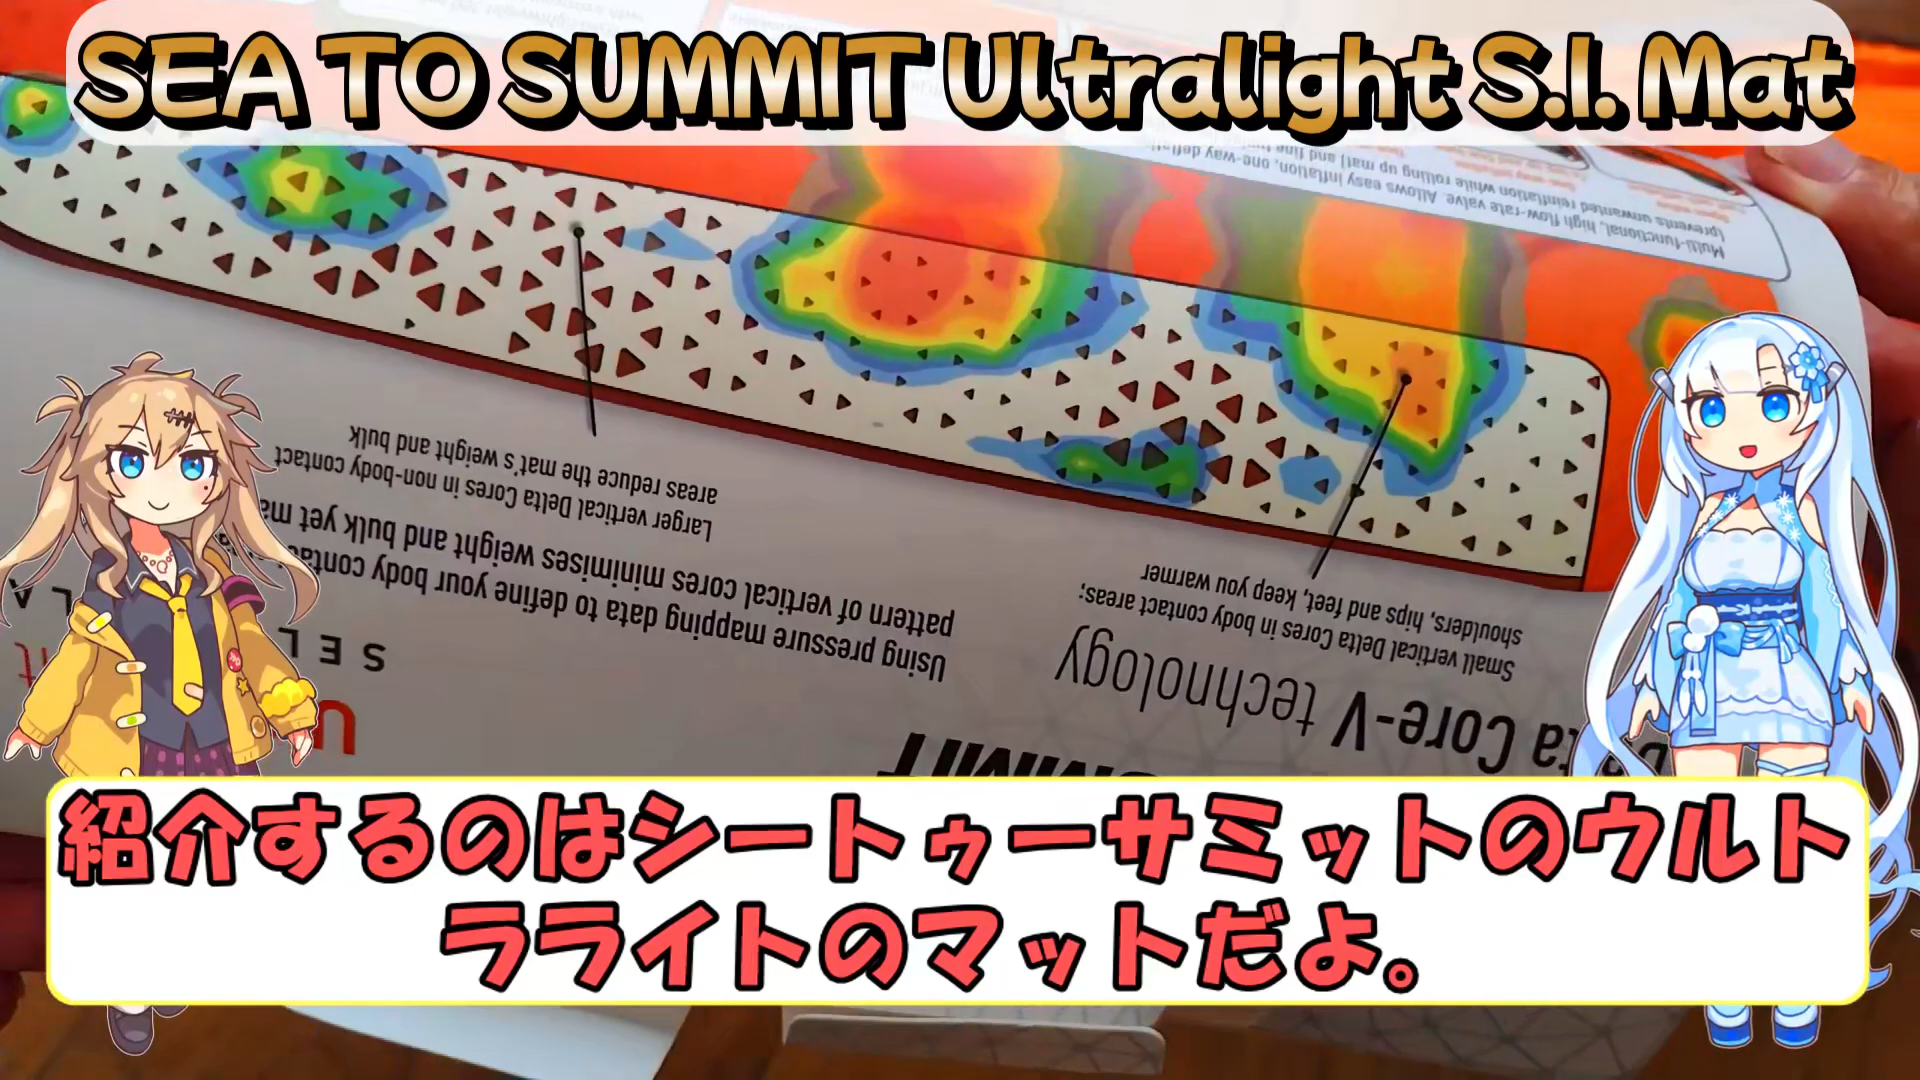 SEA TO SUMMIT Ultralight S.I. Mat
Multi-functional, high flow-rate valve. Allows easy inflation, one-way
(prevents unwanted reinflation while rolling up mat) and fine
Delta Core-V technology
Small vertical Delta Cores in body contact areas;
shoulders, hips and feet, keep you warmer
Using pressure mapping data to define your body
pattern of vertical cores minimises weight and bulk yet
Larger vertical Delta Cores in non-body contact
areas reduce the mat's weight and bulk
SEL
紹介するのはシートゥーサミットのウルト
ラライトのマットだよ。